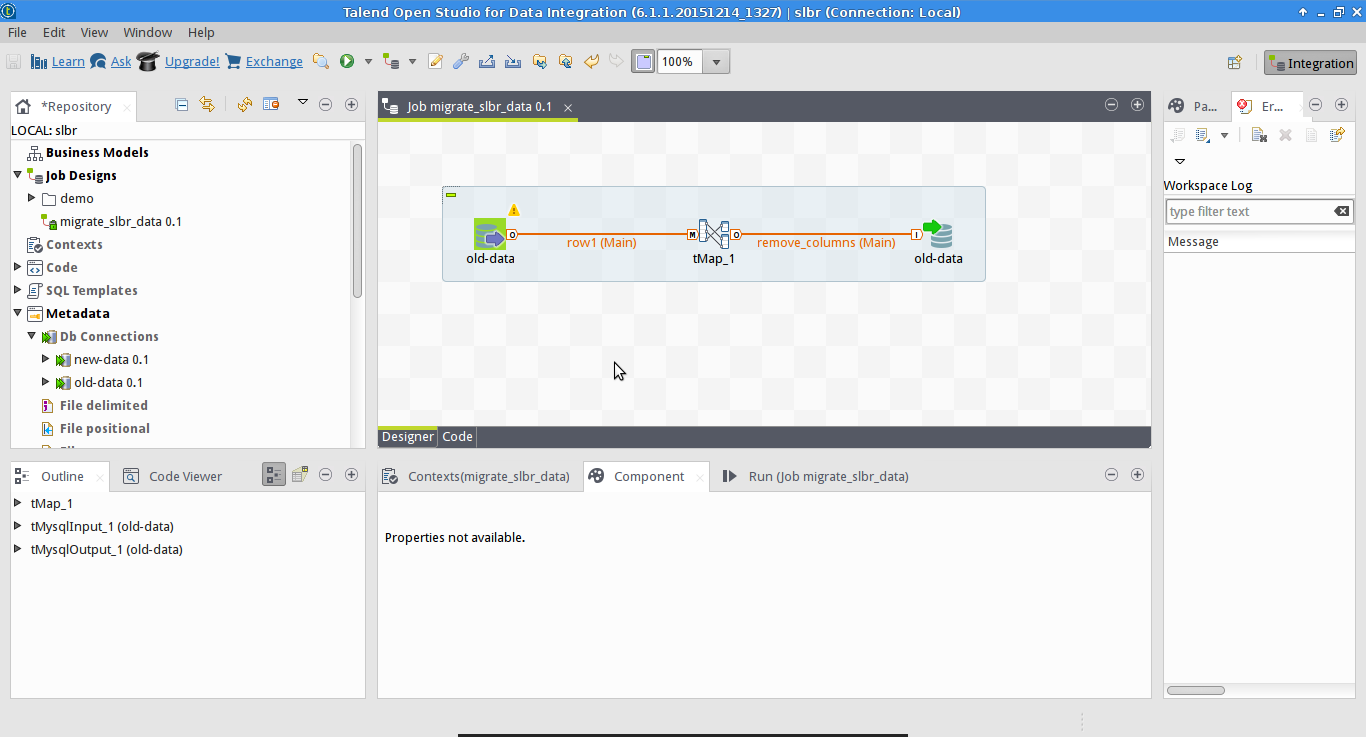 Talend Open Studio for Data Integration (6.1.1.20151214_1327) | slbr (Connection: Local)
File Edit View Window Help
Learn Ask Upgrade! Exchange 100% Integration
*Repository
LOCAL: slbr
Business Models
Job Designs
demo
migrate_slbr_data 0.1
Contexts
Code
SQL Templates
Metadata
Db Connections
new-data 0.1
old-data 0.1
File delimited
File positional
Job migrate_slbr_data 0.1
O row1 (Main) M O remove_columns (Main) I
old-data tMap_1 old-data
Designer Code
Pa... Er...
Workspace Log
type filter text
Message
Outline Code Viewer
tMap_1
tMysqlInput_1 (old-data)
tMysqlOutput_1 (old-data)
Contexts(migrate_slbr_data) Component Run (Job migrate_slbr_data)
Properties not available.